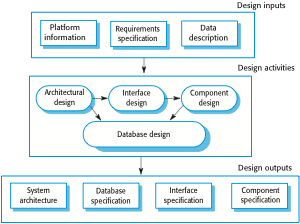 Design inputs
Platform
information
Requirements
specification
Data
description
Design activities
Architectural
design
Interface
design
Component
design
Database design
Design outputs
System
architecture
Database
specification
Interface
specification
Component
specification